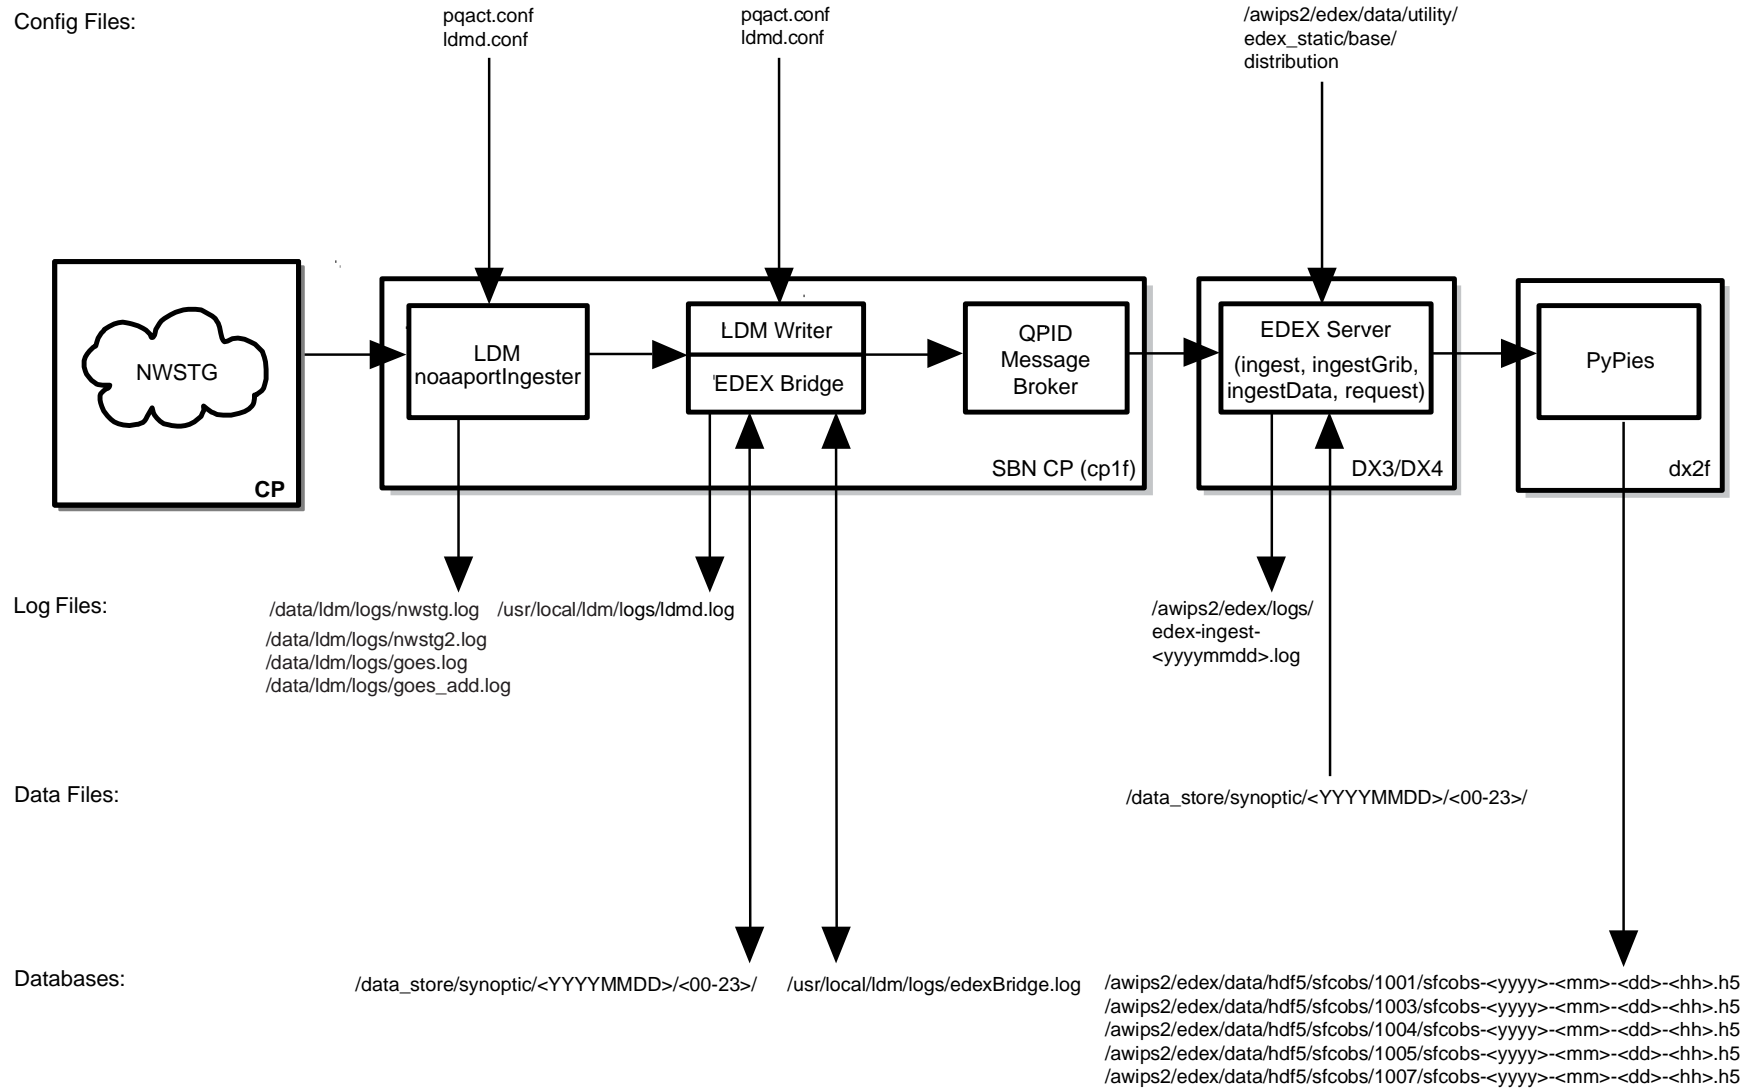 Config Files:
pqact.conf
ldmd.conf
pqact.conf
ldmd.conf
/awips2/edex/data/utility/
edex_static/base/
distribution
NWSTG
CP
LDM
noaaportIngester
LDM Writer
EDEX Bridge
QPID
Message
Broker
SBN CP (cp1f)
EDEX Server
(ingest, ingestGrib,
ingestData, request)
DX3/DX4
PyPies
dx2f
Log Files:
/data/ldm/logs/nwstg.log
/data/ldm/logs/nwstg2.log
/data/ldm/logs/goes.log
/data/ldm/logs/goes_add.log
/usr/local/ldm/logs/ldmd.log
/awips2/edex/logs/
edex-ingest-
<yyyymmdd>.log
Data Files:
/data_store/synoptic/<YYYYMMDD>/<00-23>/
Databases:
/data_store/synoptic/<YYYYMMDD>/<00-23>/
/usr/local/ldm/logs/edexBridge.log
/awips2/edex/data/hdf5/sfcobs/1001/sfcobs-<yyyy>-<mm>-<dd>-<hh>.h5
/awips2/edex/data/hdf5/sfcobs/1003/sfcobs-<yyyy>-<mm>-<dd>-<hh>.h5
/awips2/edex/data/hdf5/sfcobs/1004/sfcobs-<yyyy>-<mm>-<dd>-<hh>.h5
/awips2/edex/data/hdf5/sfcobs/1005/sfcobs-<yyyy>-<mm>-<dd>-<hh>.h5
/awips2/edex/data/hdf5/sfcobs/1007/sfcobs-<yyyy>-<mm>-<dd>-<hh>.h5